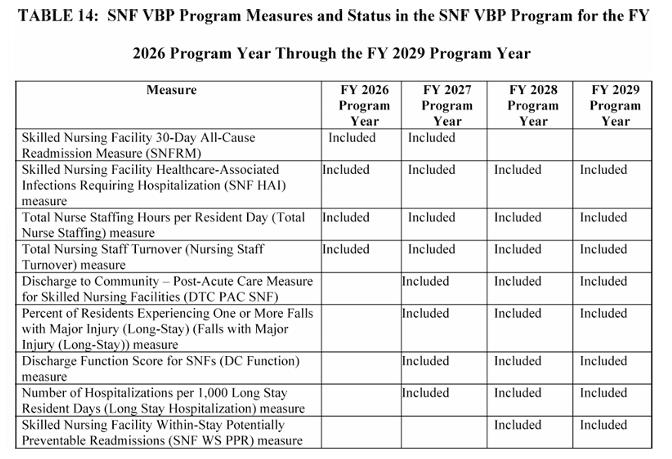 TABLE 14: SNF VBP Program Measures and Status in the SNF VBP Program for the FY
2026 Program Year Through the FY 2029 Program Year
Measure FY 2026 Program Year FY 2027 Program Year FY 2028 Program Year FY 2029 Program Year
Skilled Nursing Facility 30-Day All-Cause Included Included
Readmission Measure (SNFRM)
Skilled Nursing Facility Healthcare-Associated Included Included Included Included
Infections Requiring Hospitalization (SNF HAI)
measure
Total Nurse Staffing Hours per Resident Day (Total Included Included Included Included
Nurse Staffing) measure
Total Nursing Staff Turnover (Nursing Staff Included Included Included Included
Turnover) measure
Discharge to Community – Post-Acute Care Measure Included Included Included
for Skilled Nursing Facilities (DTC PAC SNF)
Percent of Residents Experiencing One or More Falls Included Included Included
with Major Injury (Long-Stay) (Falls with Major
Injury (Long-Stay)) measure
Discharge Function Score for SNFs (DC Function) Included Included Included
measure
Number of Hospitalizations per 1,000 Long Stay Included Included Included
Resident Days (Long Stay Hospitalization) measure
Skilled Nursing Facility Within-Stay Potentially Included Included
Preventable Readmissions (SNF WS PPR) measure